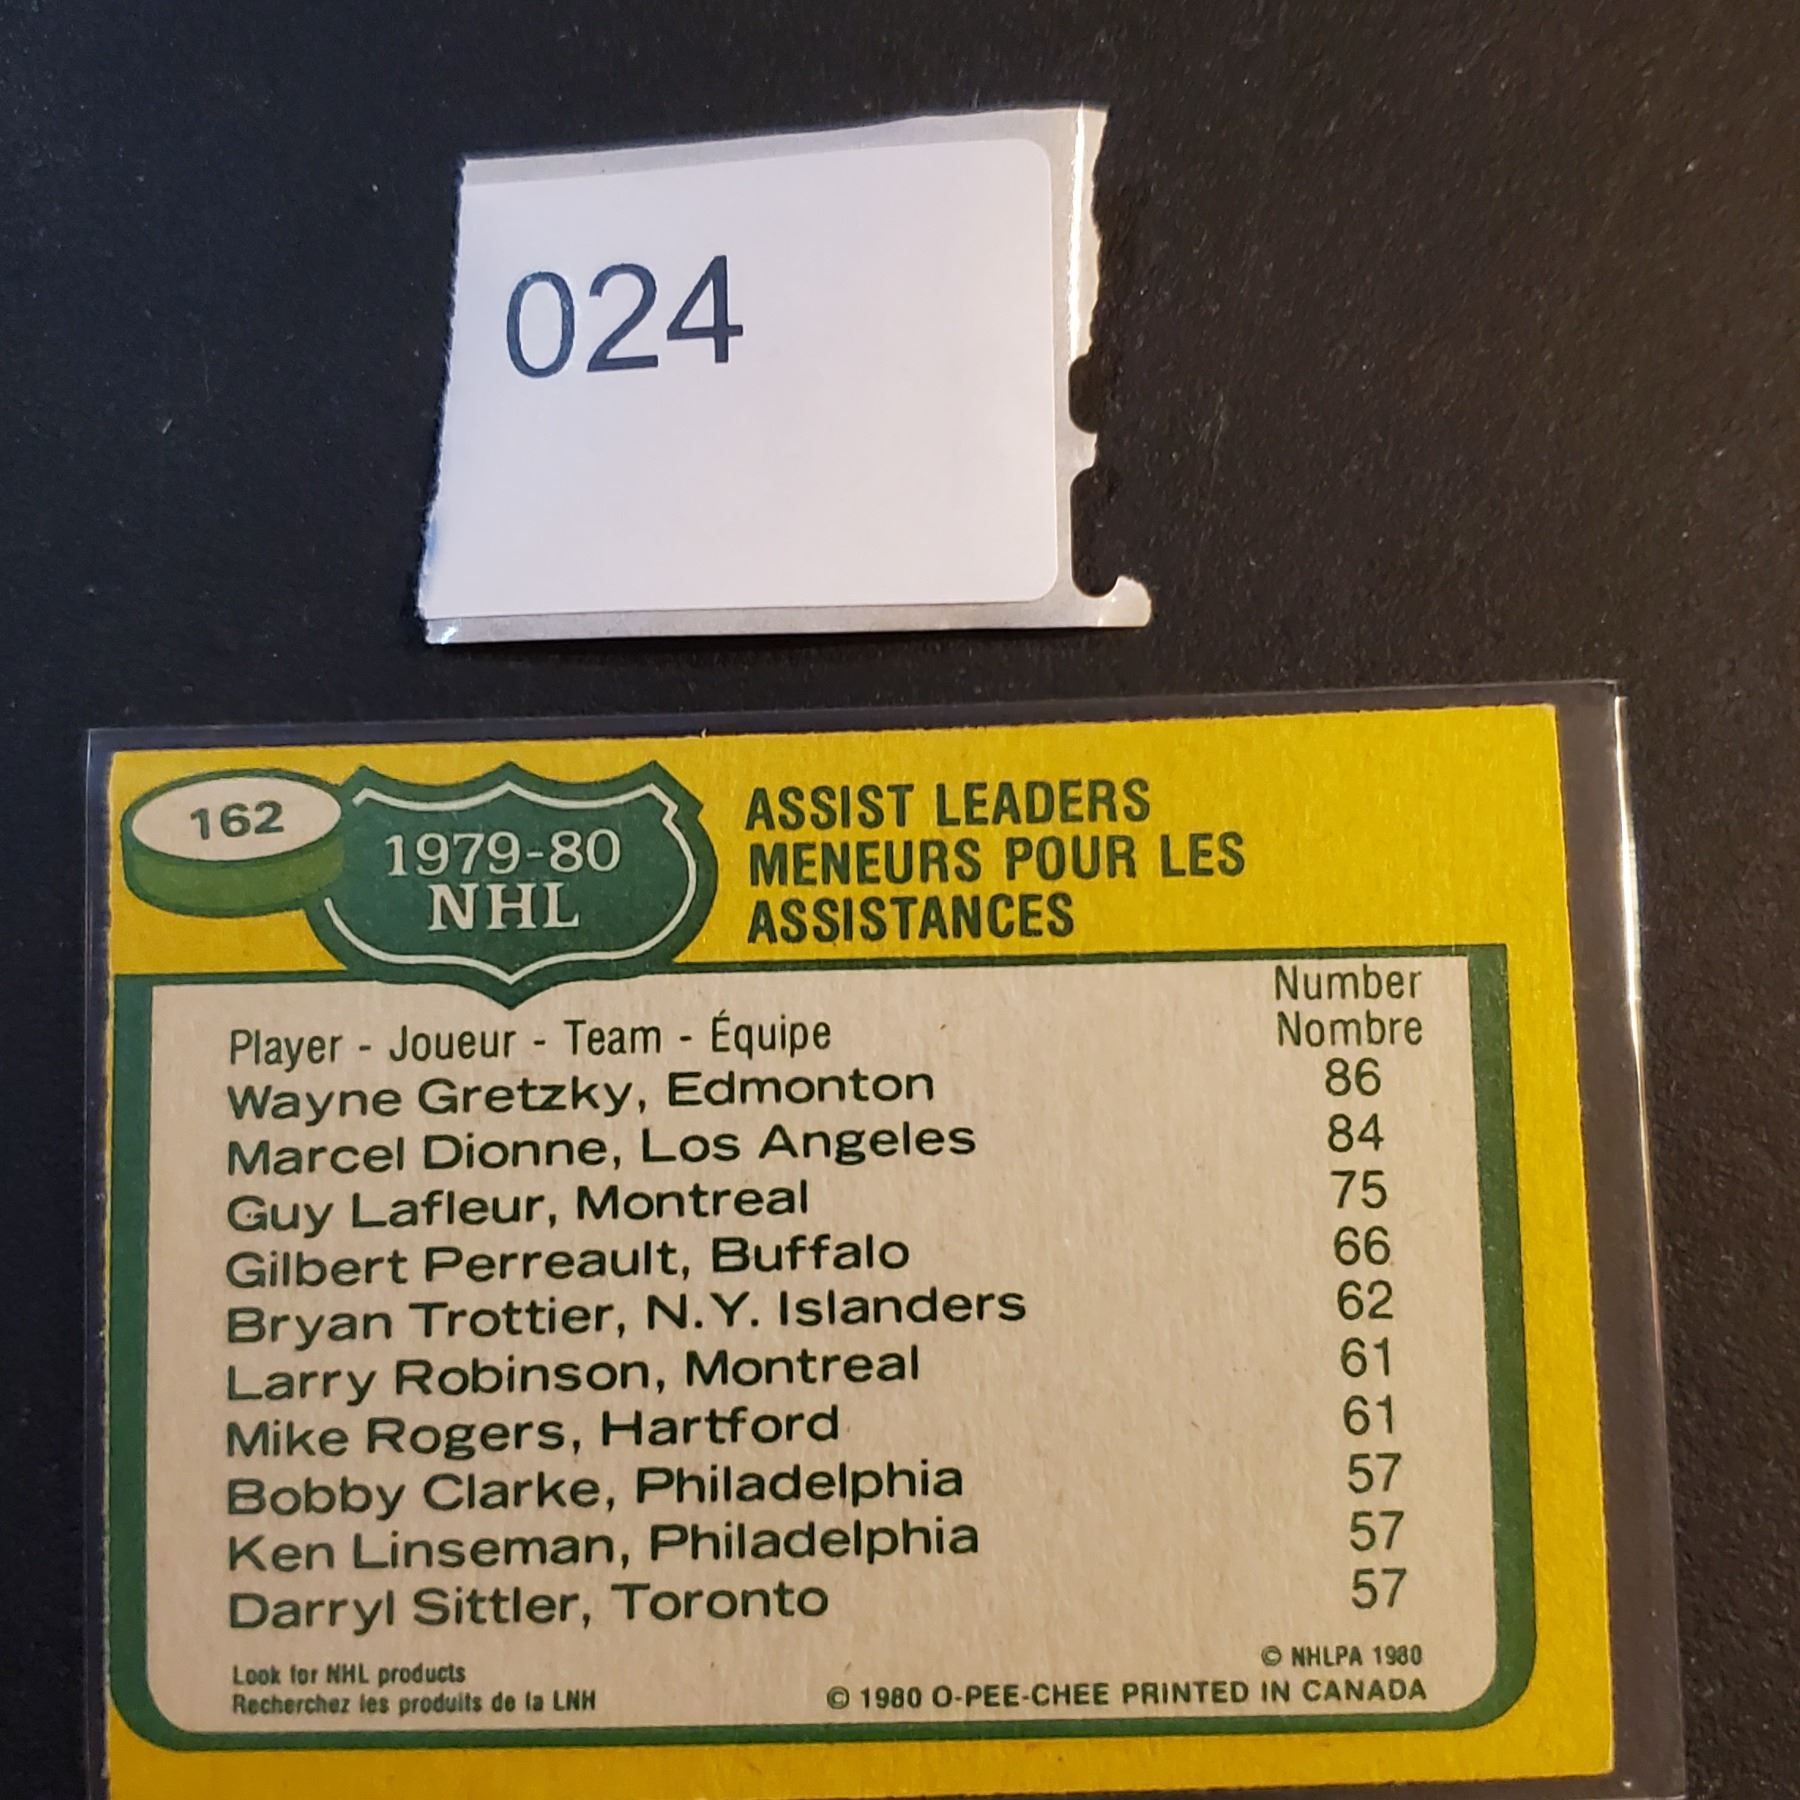 024
162
1979-80
NHL
ASSIST LEADERS
MENEURS POUR LES
ASSISTANCES
Number
Nombre
Player - Joueur - Team - Équipe
Wayne Gretzky, Edmonton 86
Marcel Dionne, Los Angeles 84
Guy Lafleur, Montreal 75
Gilbert Perreault, Buffalo 66
Bryan Trottier, N.Y. Islanders 62
Larry Robinson, Montreal 61
Mike Rogers, Hartford 61
Bobby Clarke, Philadelphia 57
Ken Linseman, Philadelphia 57
Darryl Sittler, Toronto 57
Look for NHL products
Recherchez les produits de la LNH
© NHLPA 1980
© 1980 O-PEE-CHEE PRINTED IN CANADA